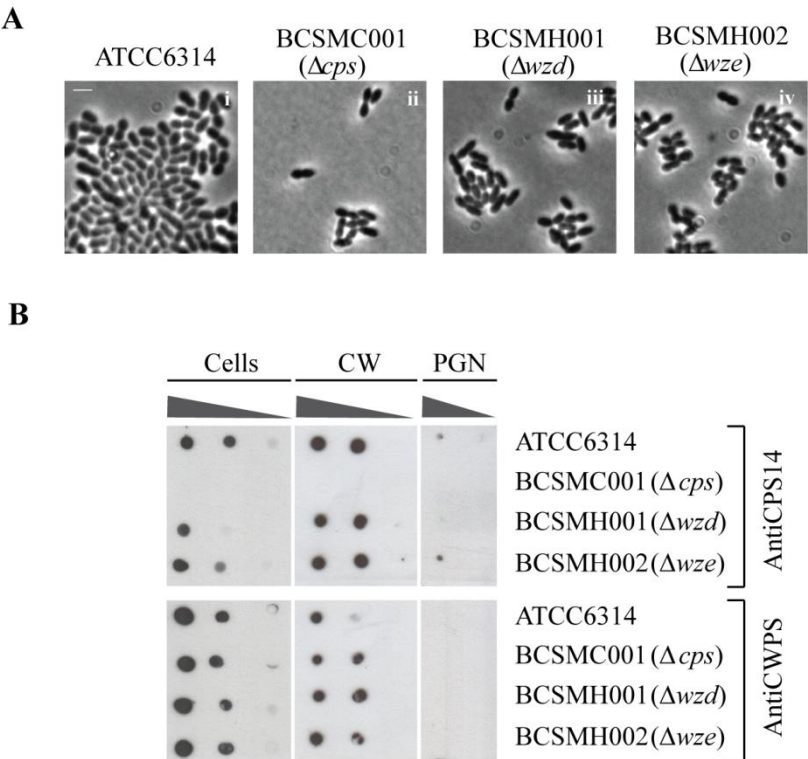 A
ATCC6314
BCSMC001
(Δcps)
BCSMH001
(Δwzd)
BCSMH002
(Δwze)
i
ii
iii
iv
B
Cells
CW
PGN
ATCC6314
BCSMC001 (Δcps)
BCSMH001 (Δwzd)
BCSMH002 (Δwze)
AntiCPS14
ATCC6314
BCSMC001 (Δcps)
BCSMH001 (Δwzd)
BCSMH002 (Δwze)
AntiCWPS